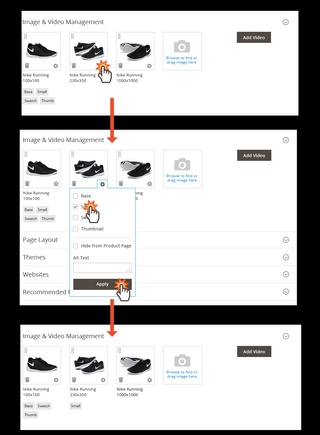 Image & Video Management
Add Video
Browse to find or
drag image here
Nike Running
100x100
Nike Running
230x350
Nike Running
1000x1000
Base Small
Swatch Thumb
Image & Video Management
Add Video
Browse to find or
drag image here
Nike Running
100x100
Base Small
Swatch Thumb
Base
Thumbnail
Hide from Product Page
Alt Text
Apply
Page Layout
Themes
Websites
Recommended
Image & Video Management
Add Video
Browse to find or
drag image here
Nike Running
100x100
Nike Running
230x350
Nike Running
1000x1000
Base Swatch
Small
Thumb